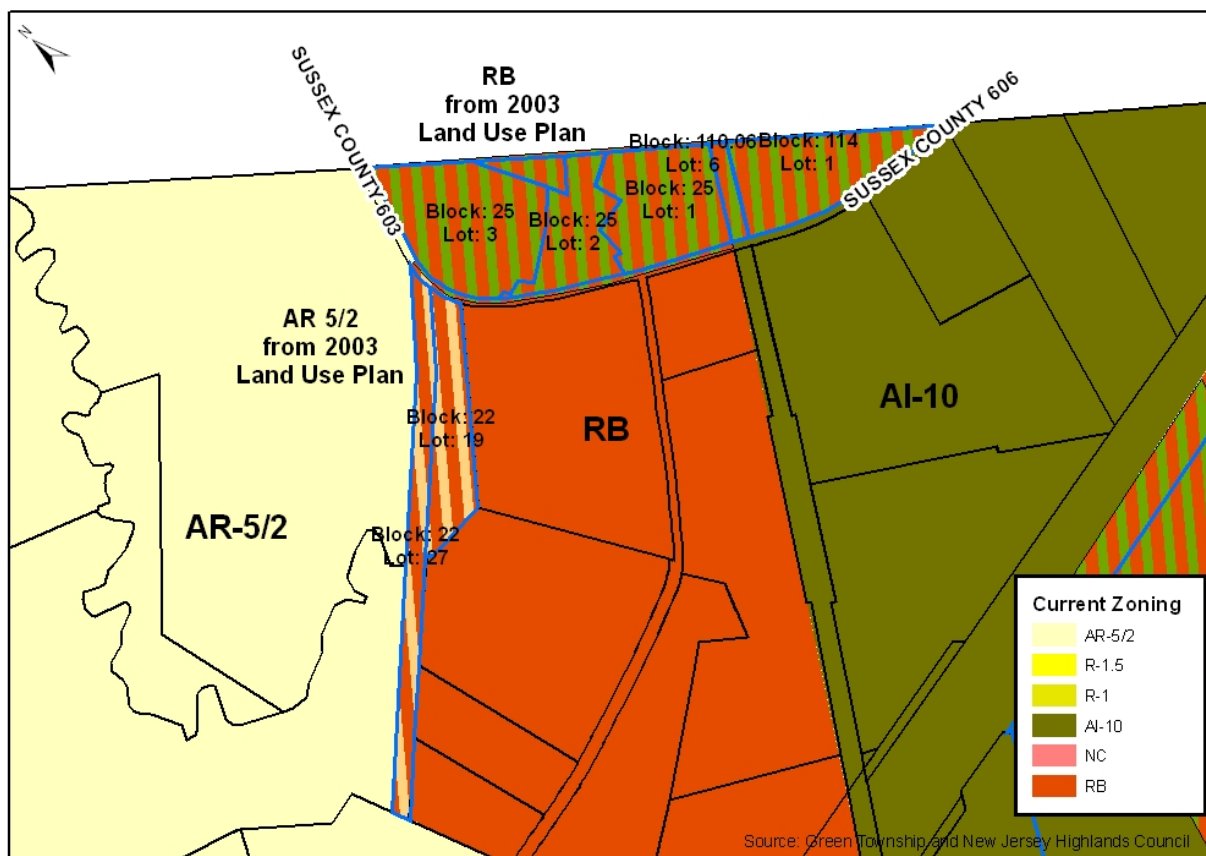 N
SUSSEX COUNTY 603
RB
from 2003
Land Use Plan
SUSSEX COUNTY 606
Block: 110.06
Lot: 6
Block: 114
Lot: 1
Block: 25
Lot: 3
Block: 25
Lot: 2
Block: 25
Lot: 1
AR 5/2
from 2003
Land Use Plan
Block: 22
Lot: 19
RB
AI-10
AR-5/2
Block: 22
Lot: 27
Current Zoning
AR-5/2
R-1.5
R-1
AI-10
NC
RB
Source: Green Township and New Jersey Highlands Council